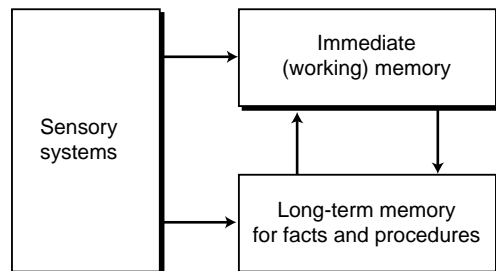 Sensory
systems
Immediate
(working) memory
Long-term memory
for facts and procedures